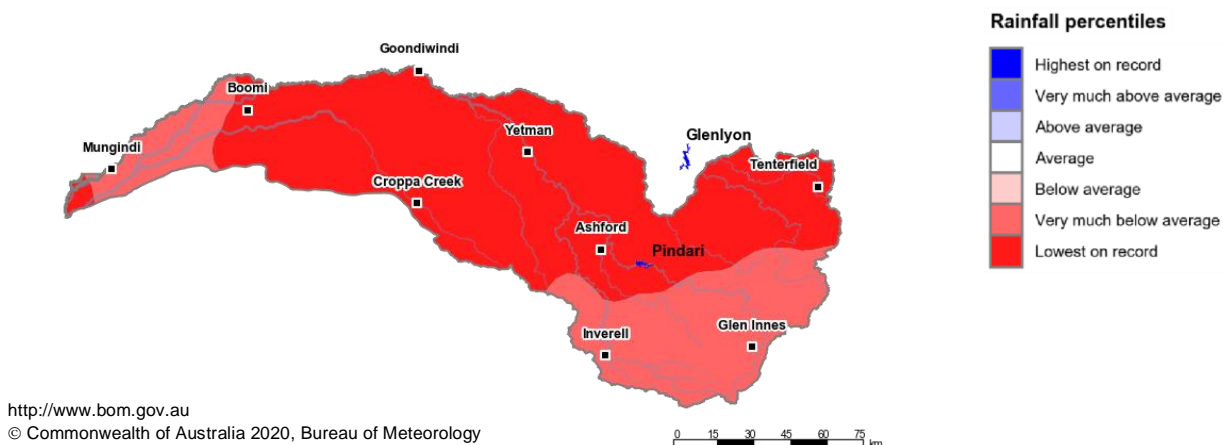 Rainfall percentiles
Highest on record
Very much above average
Above average
Average
Below average
Very much below average
Lowest on record
Goondiwindi
Boomi
Yetman
Glenlyon
Mungindi
Tenterfield
Croppa Creek
Ashford
Pindari
Inverell
Glen Innes
http://www.bom.gov.au
© Commonwealth of Australia 2020, Bureau of Meteorology
0 15 30 45 60 75
km